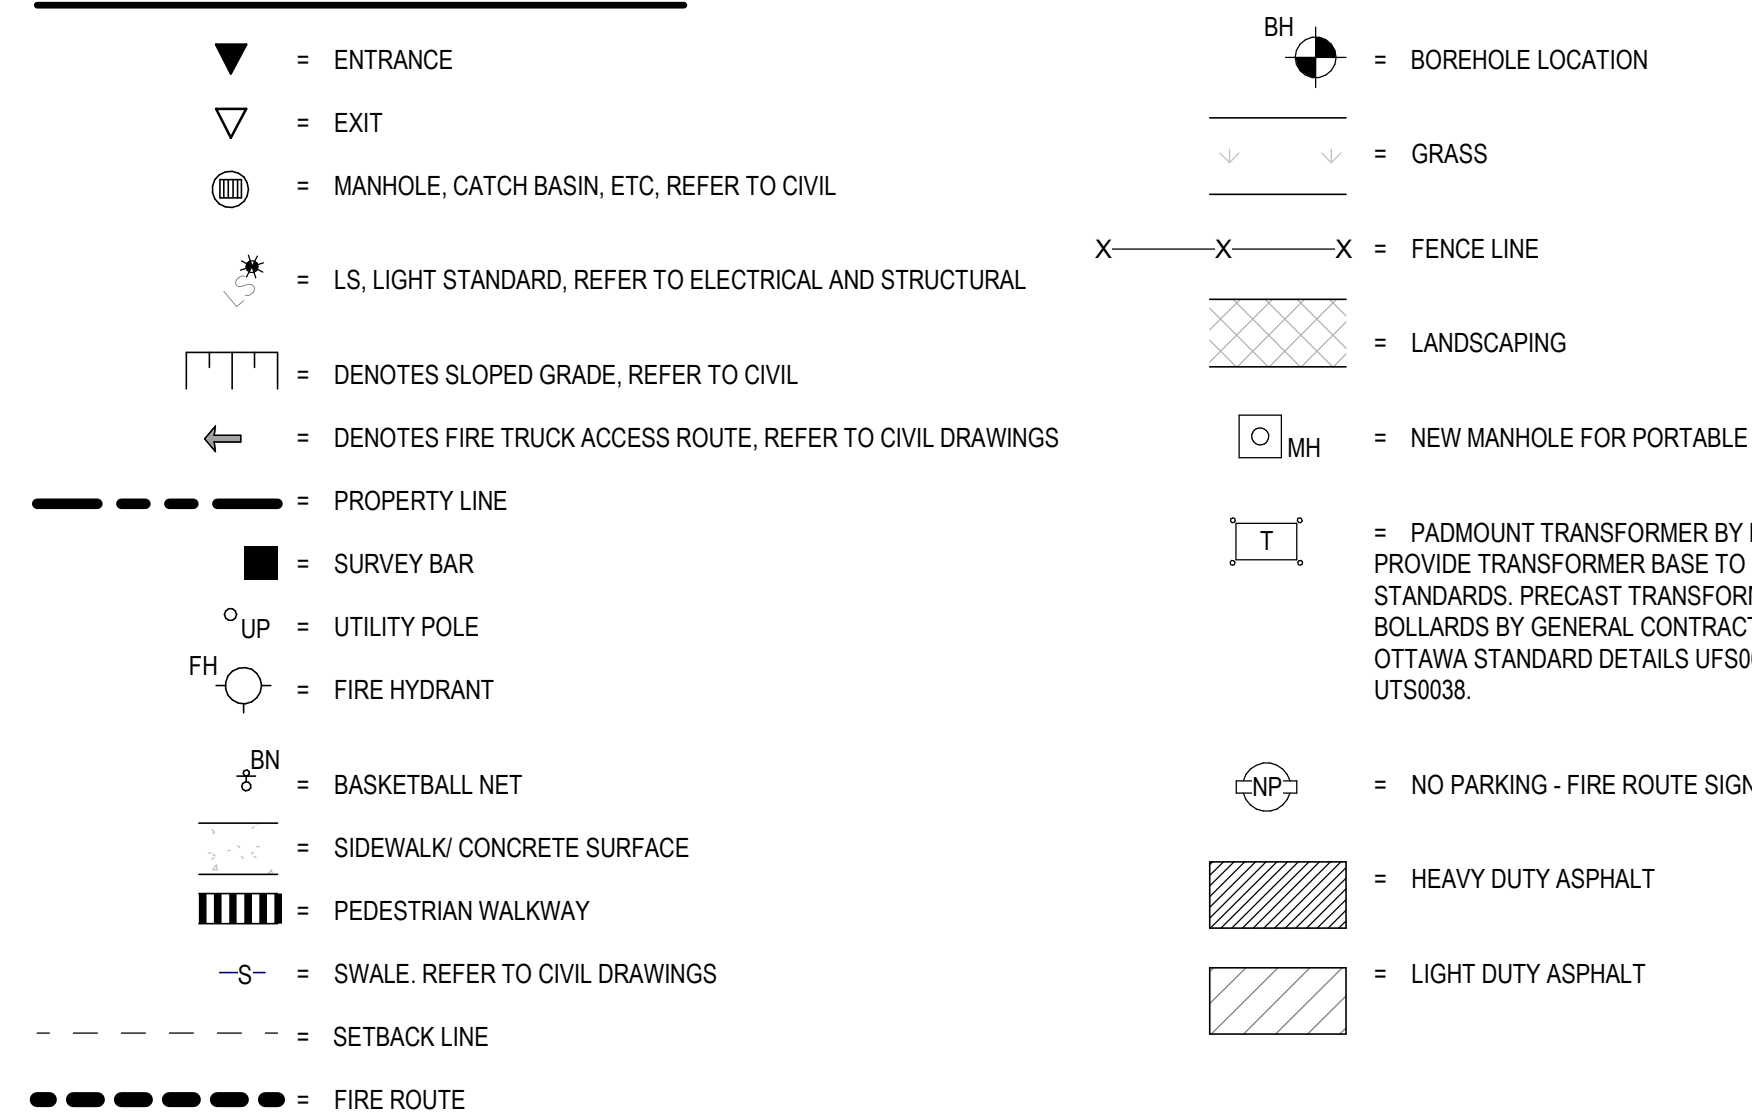 = ENTRANCE
= EXIT
= MANHOLE, CATCH BASIN, ETC, REFER TO CIVIL
LS = LS, LIGHT STANDARD, REFER TO ELECTRICAL AND STRUCTURAL
= DENOTES SLOPED GRADE, REFER TO CIVIL
= DENOTES FIRE TRUCK ACCESS ROUTE, REFER TO CIVIL DRAWINGS
= PROPERTY LINE
= SURVEY BAR
UP = UTILITY POLE
FH
= FIRE HYDRANT
BN
= BASKETBALL NET
= SIDEWALK/ CONCRETE SURFACE
= PEDESTRIAN WALKWAY
S = SWALE. REFER TO CIVIL DRAWINGS
= SETBACK LINE
= FIRE ROUTE
BH
= BOREHOLE LOCATION
= GRASS
X X X = FENCE LINE
= LANDSCAPING
MH = NEW MANHOLE FOR PORTABLE
T = PADMOUNT TRANSFORMER BY
PROVIDE TRANSFORMER BASE TO
STANDARDS. PRECAST
BOLLARDS BY GENERAL
OTTAWA STANDARD DETAILS
UTS0038.
NP = NO PARKING - FIRE ROUTE SIGN
= HEAVY DUTY ASPHALT
= LIGHT DUTY ASPHALT